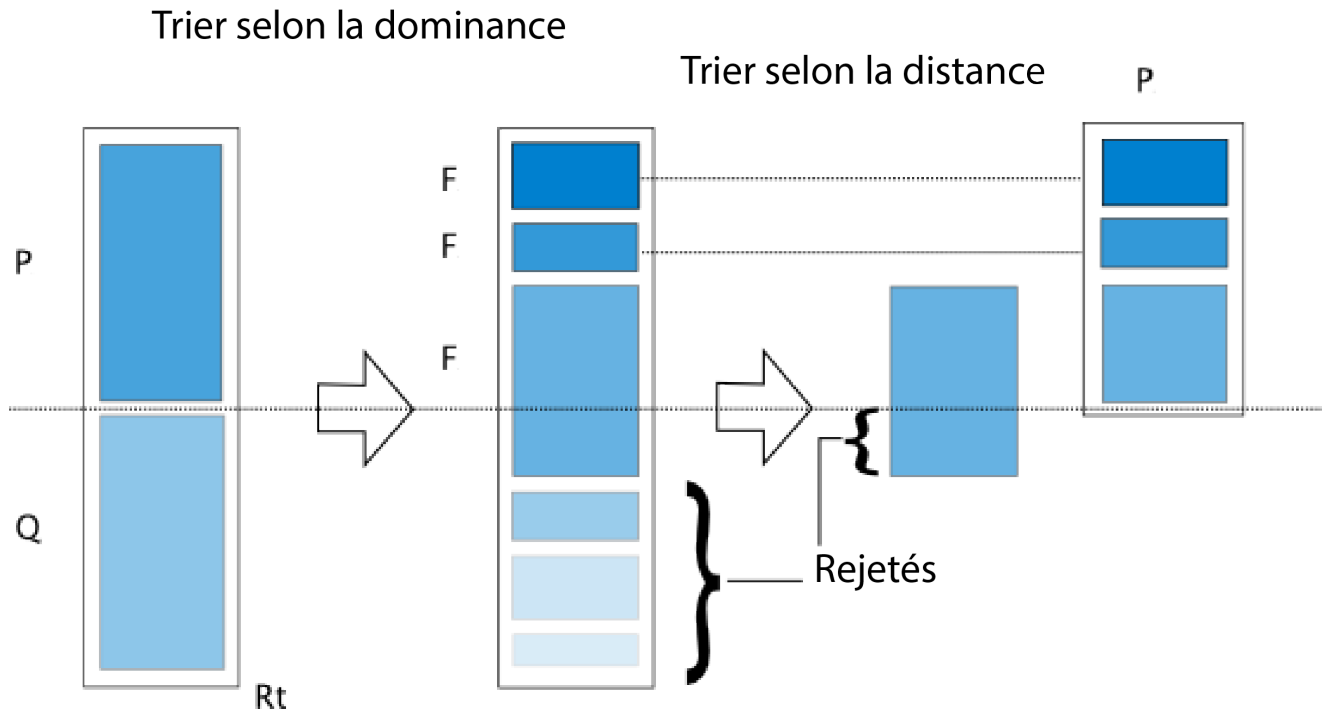 Trier selon la dominance
Trier selon la distance
P
F
F
P
F
Q
Rejetés
Rt